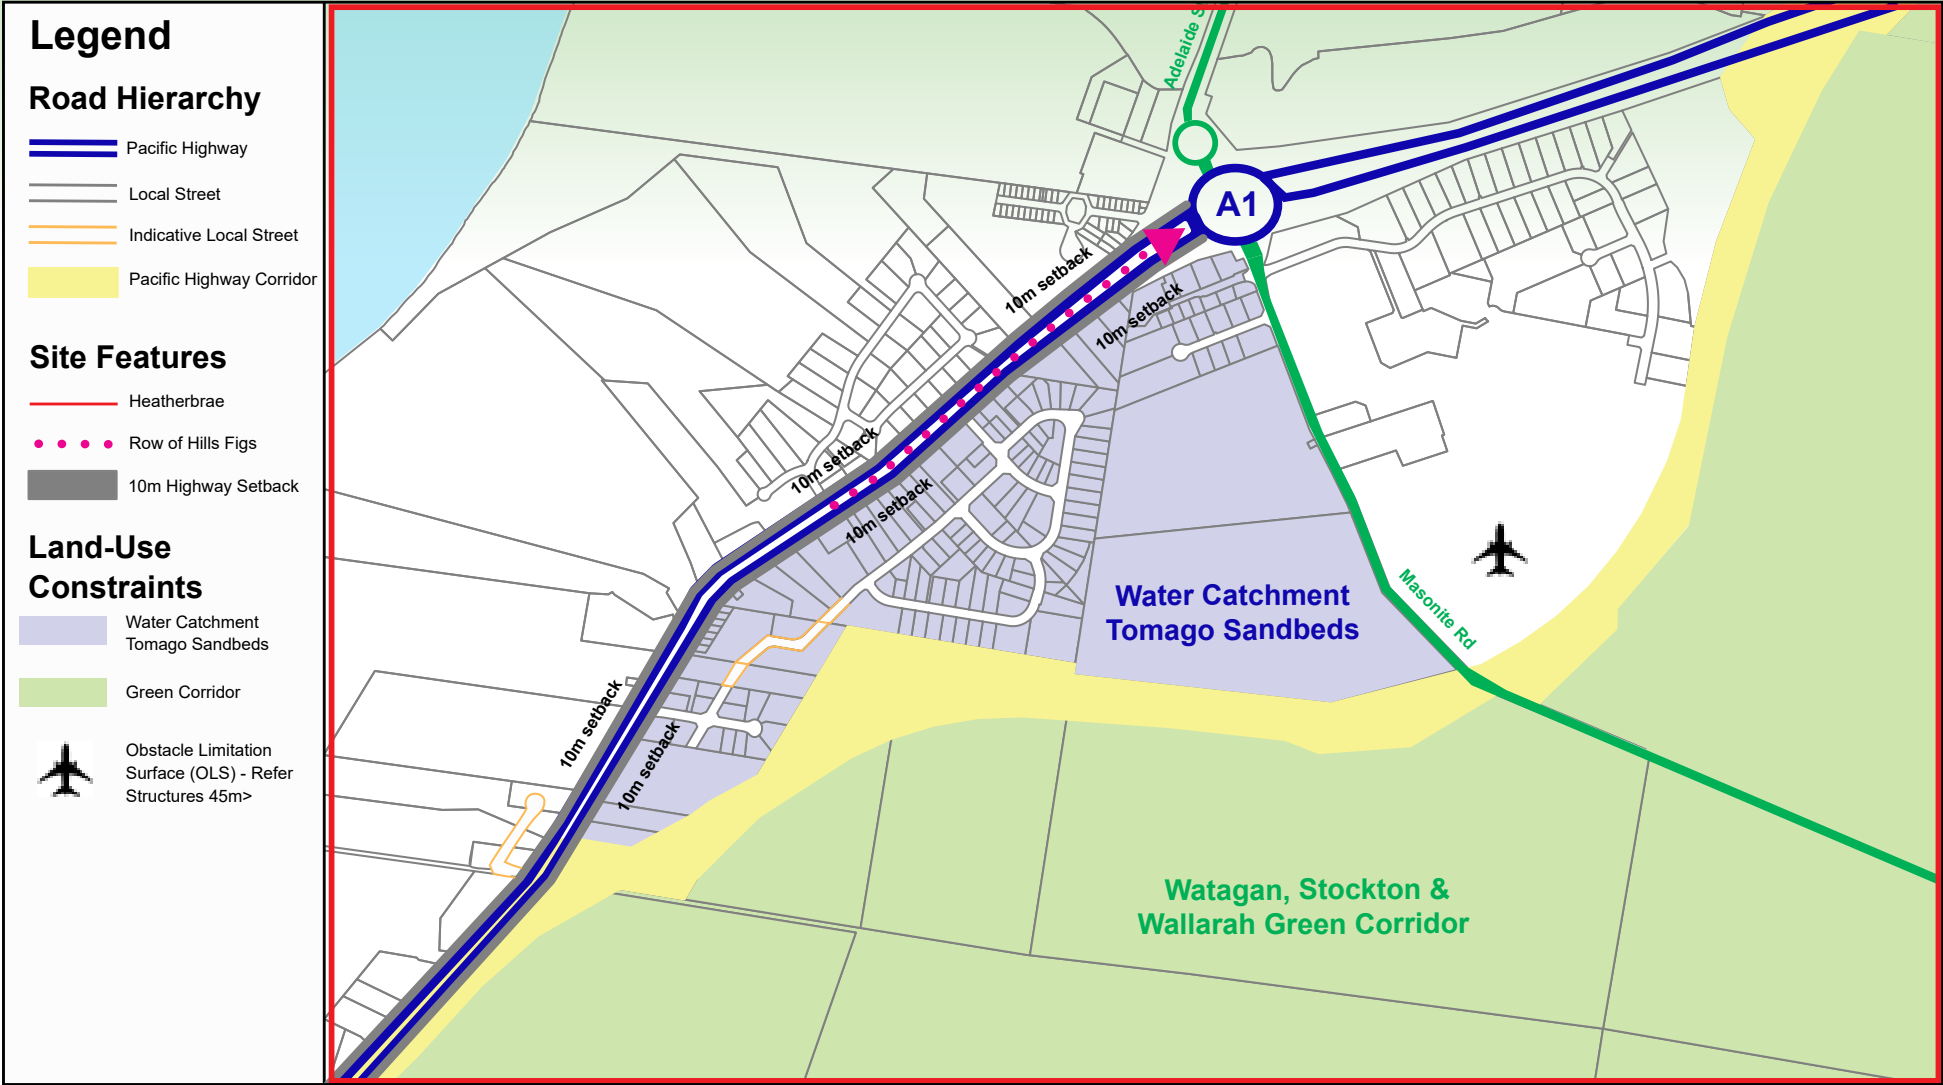 Legend
Road Hierarchy
Pacific Highway
Local Street
Indicative Local Street
Pacific Highway Corridor
Site Features
Heatherbrae
Row of Hills Figs
10m Highway Setback
Land-Use
Constraints
Water Catchment
Tomago Sandbeds
Green Corridor
Obstacle Limitation
Surface (OLS) - Refer
Structures 45m>
Adelaide S
A1
10m setback
10m setback
10m setback
10m setback
10m setback
10m setback
Water Catchment
Tomago Sandbeds
Masonite Rd
Watagan, Stockton &
Wallarah Green Corridor